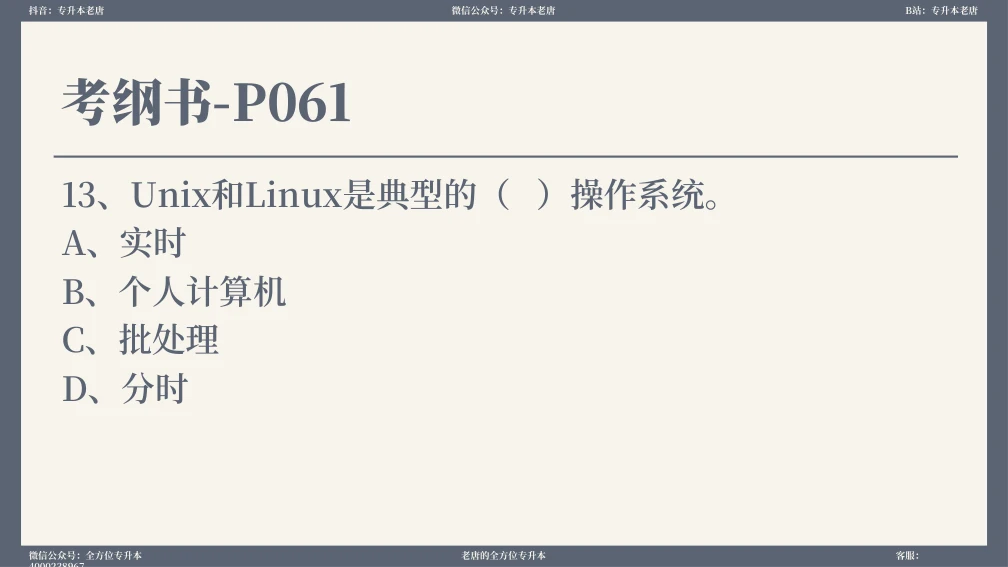 抖音：专升本老唐
微信公众号：专升本老唐
B站：专升本老唐
考纲书-P061
13、Unix和Linux是典型的（  ）操作系统。
A、实时
B、个人计算机
C、批处理
D、分时
微信公众号：全方位专升本
老唐的全方位专升本
客服：
4000238967